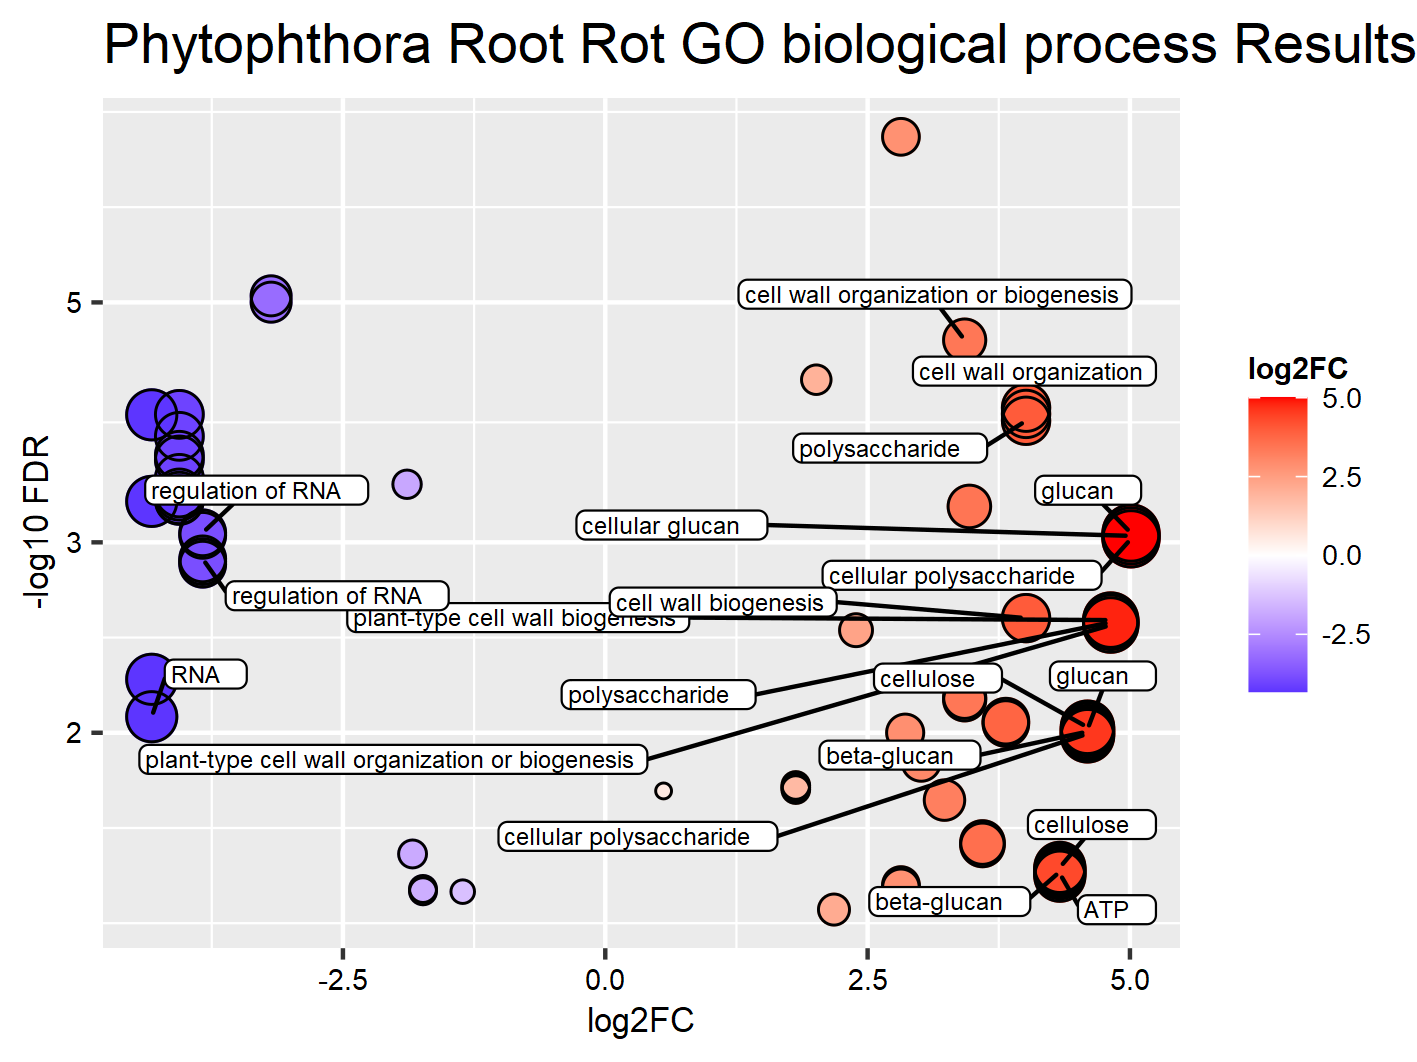 Phytophthora Root Rot GO biological process Results
cell wall organization or biogenesis
cell wall organization
polysaccharide
regulation of RNA
glucan
cellular glucan
cellular polysaccharide
regulation of RNA
cell wall biogenesis
plant-type cell wall biogenesis
RNA
cellulose
glucan
polysaccharide
plant-type cell wall organization or biogenesis
beta-glucan
cellular polysaccharide
cellulose
beta-glucan
ATP
5
3
2
-log10 FDR
-2.5
0.0
2.5
5.0
log2FC
log2FC
5.0
2.5
0.0
-2.5